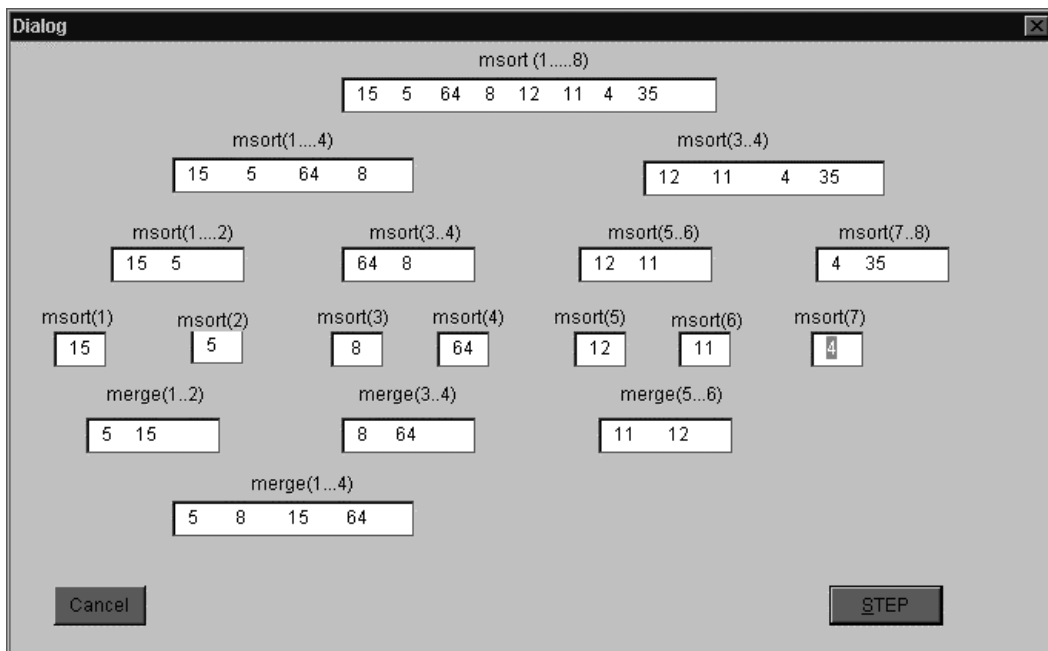 Dialog
msort (1.....8)
15 5 64 8 12 11 4 35
msort(1....4) msort(3..4)
15 5 64 8 12 11 4 35
msort(1....2) msort(3..4) msort(5..6) msort(7..8)
15 5 64 8 12 11 4 35
msort(1) msort(2) msort(3) msort(4) msort(5) msort(6) msort(7)
15 5 8 64 12 11 4
merge(1..2) merge(3..4) merge(5...6)
5 15 8 64 11 12
merge(1...4)
5 8 15 64
Cancel STEP